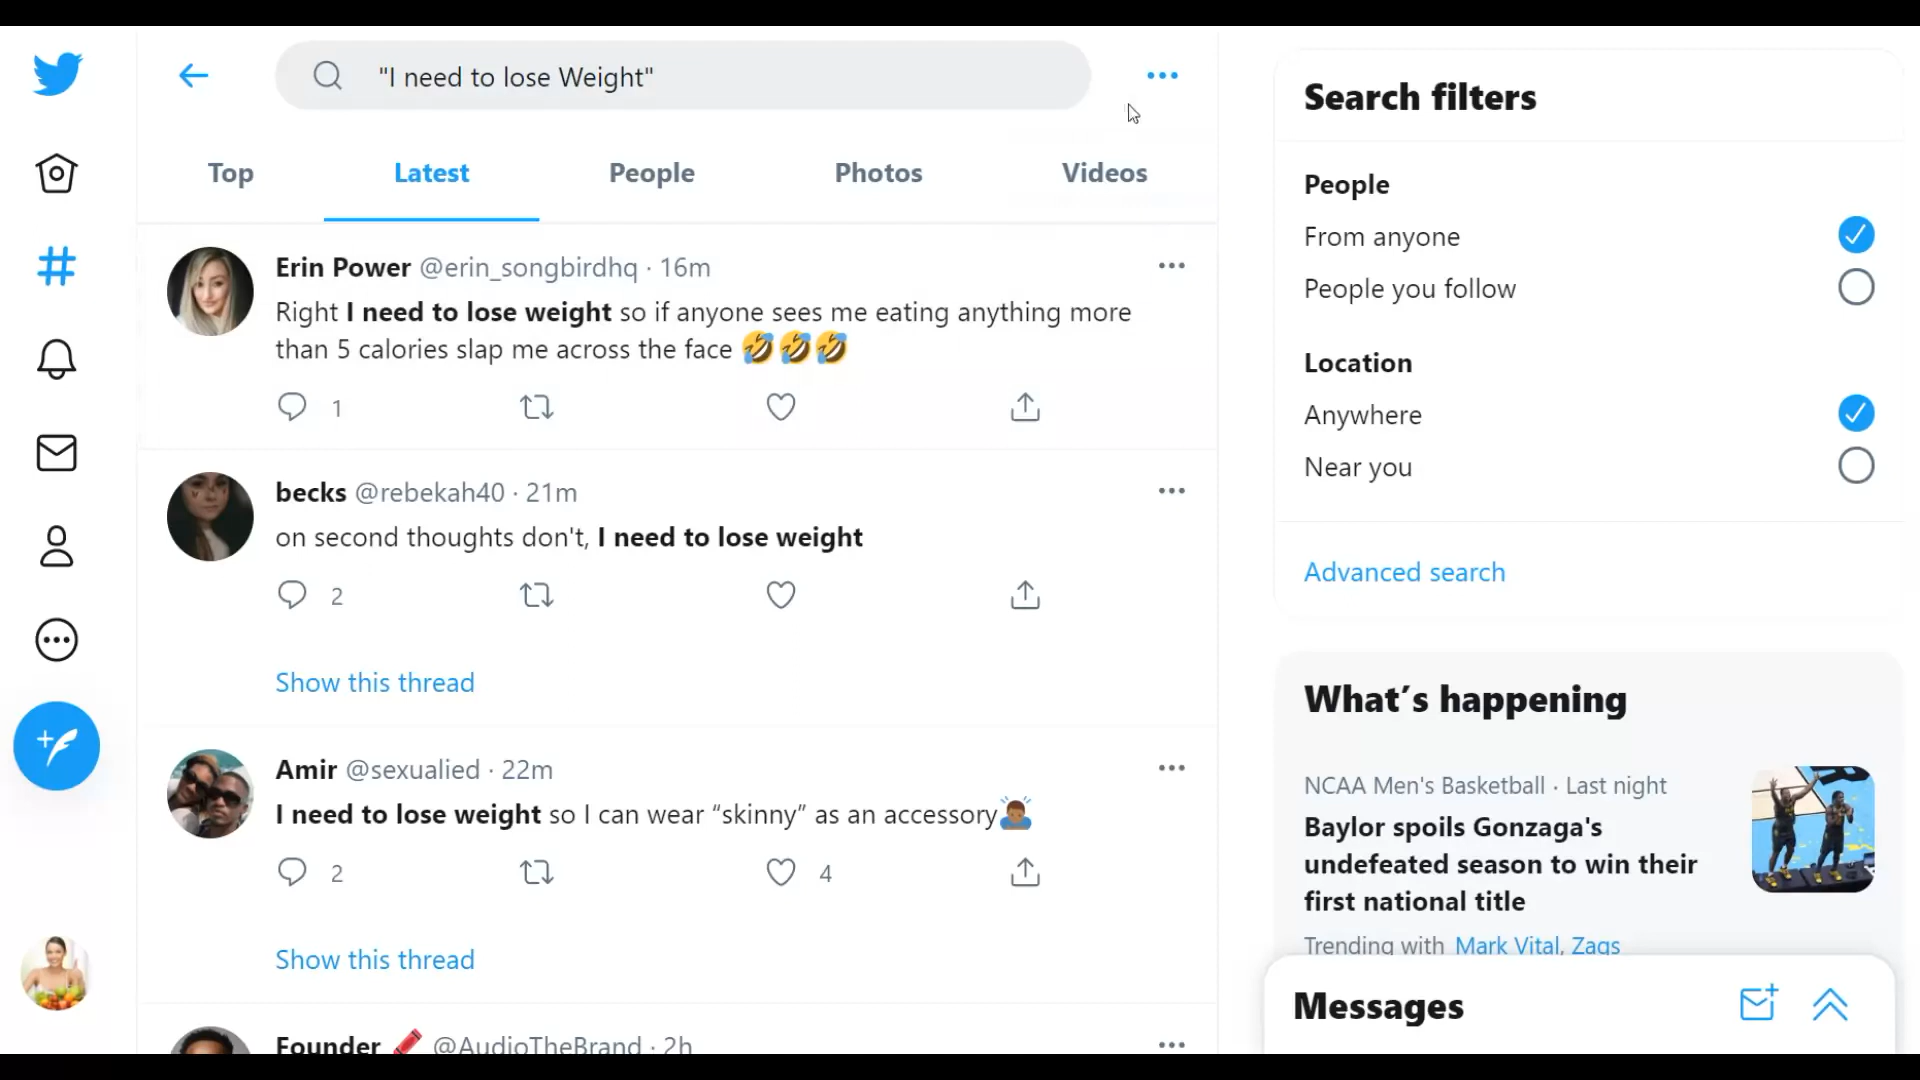 "I need to lose Weight"
Top Latest People Photos Videos
Erin Power @erin_songbirdhq · 16m
Right I need to lose weight so if anyone sees me eating anything more
than 5 calories slap me across the face 🤣🤣🤣
1
becks @rebekah40 · 21m
on second thoughts don't, I need to lose weight
2
Show this thread
Amir @sexualied · 22m
I need to lose weight so I can wear “skinny” as an accessory🙇🏾‍♂️
2 4
Show this thread
Founder 🖍️ @AudioTheBrand · 2h
Search filters
People
From anyone
People you follow
Location
Anywhere
Near you
Advanced search
What's happening
NCAA Men's Basketball · Last night
Baylor spoils Gonzaga's
undefeated season to win their
first national title
Trending with Mark Vital, Zags
Messages